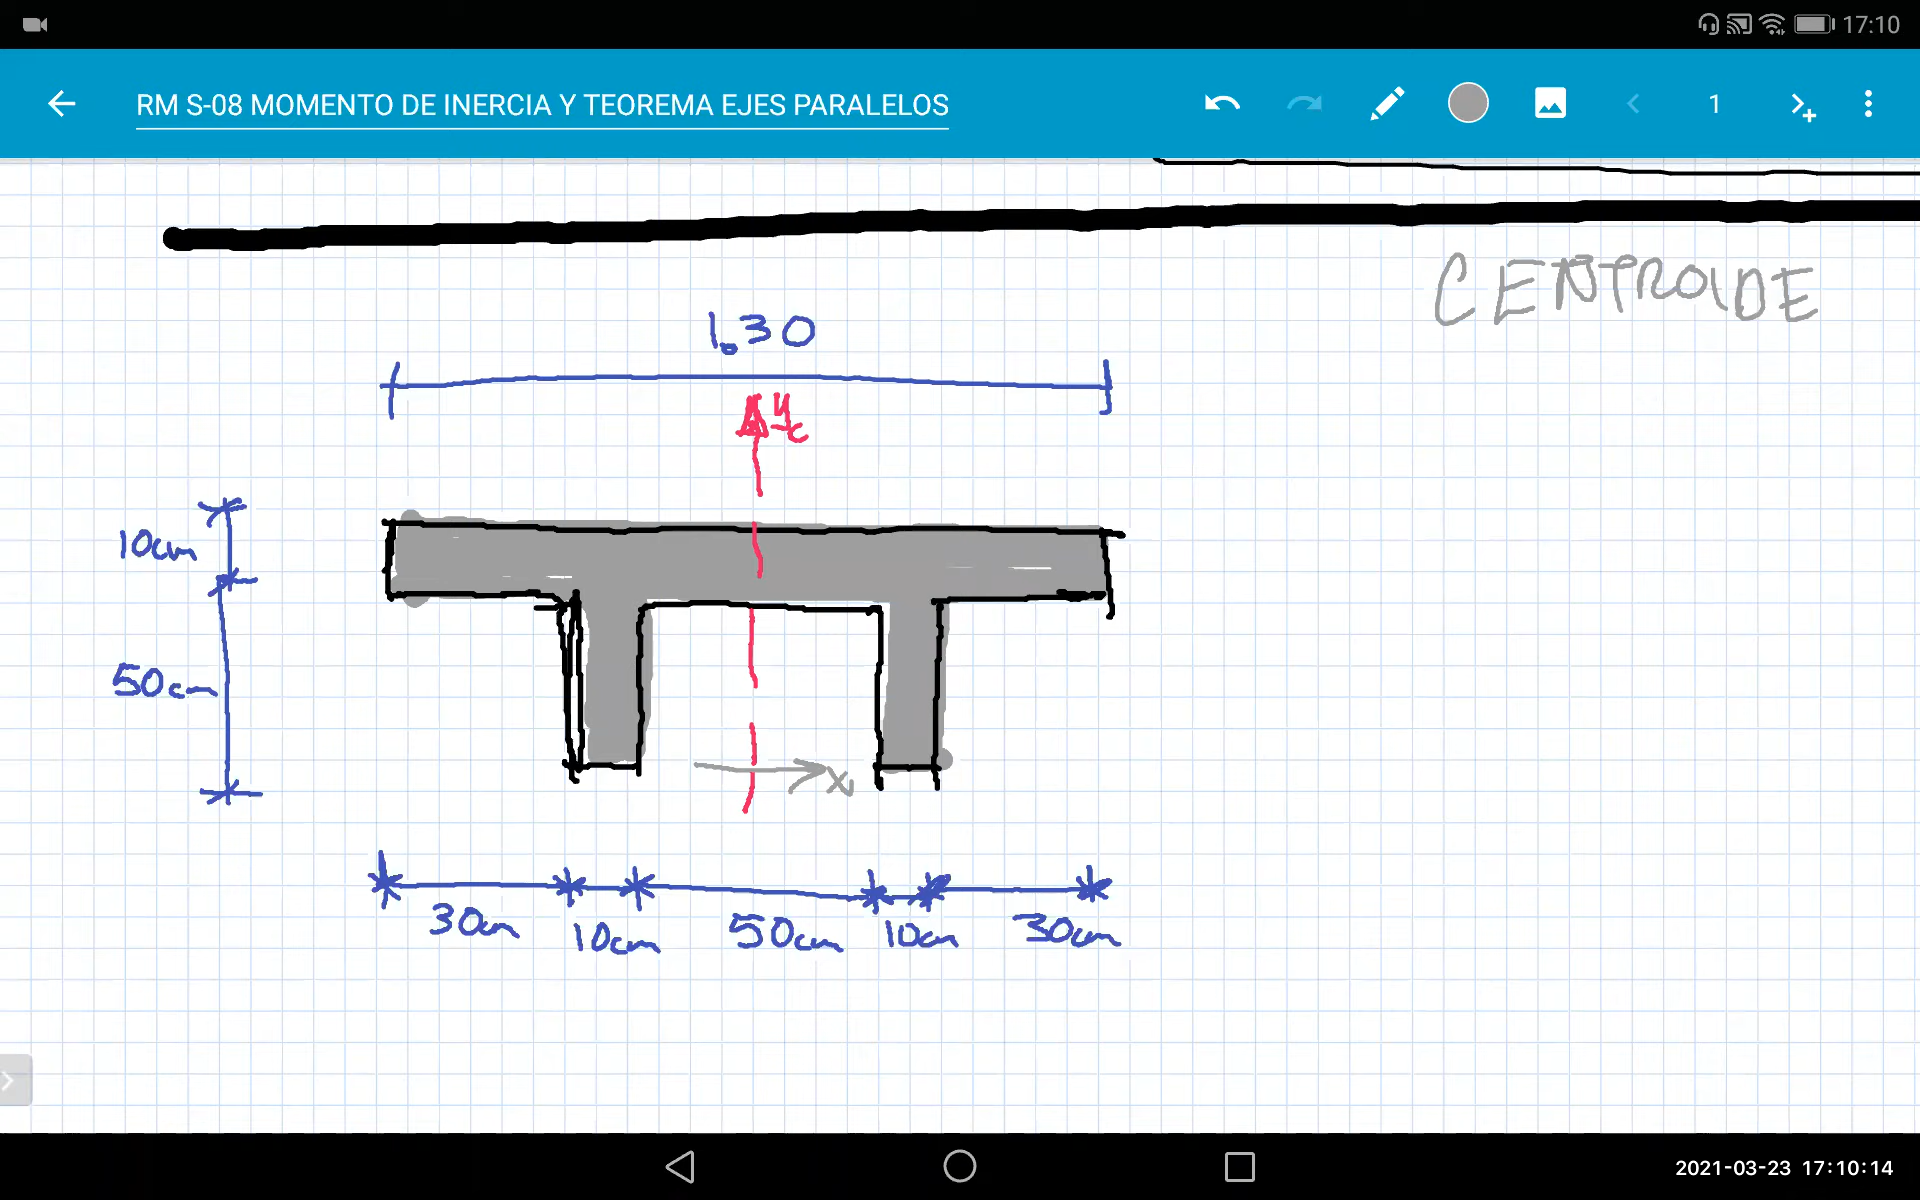 17:10
RM S-08 MOMENTO DE INERCIA Y TEOREMA EJES PARALELOS
1
CENTROIDE
1.30
yc
10cm
50cm
x
30cm 10cm 50cm 10cm 30cm
2021-03-23 17:10:14